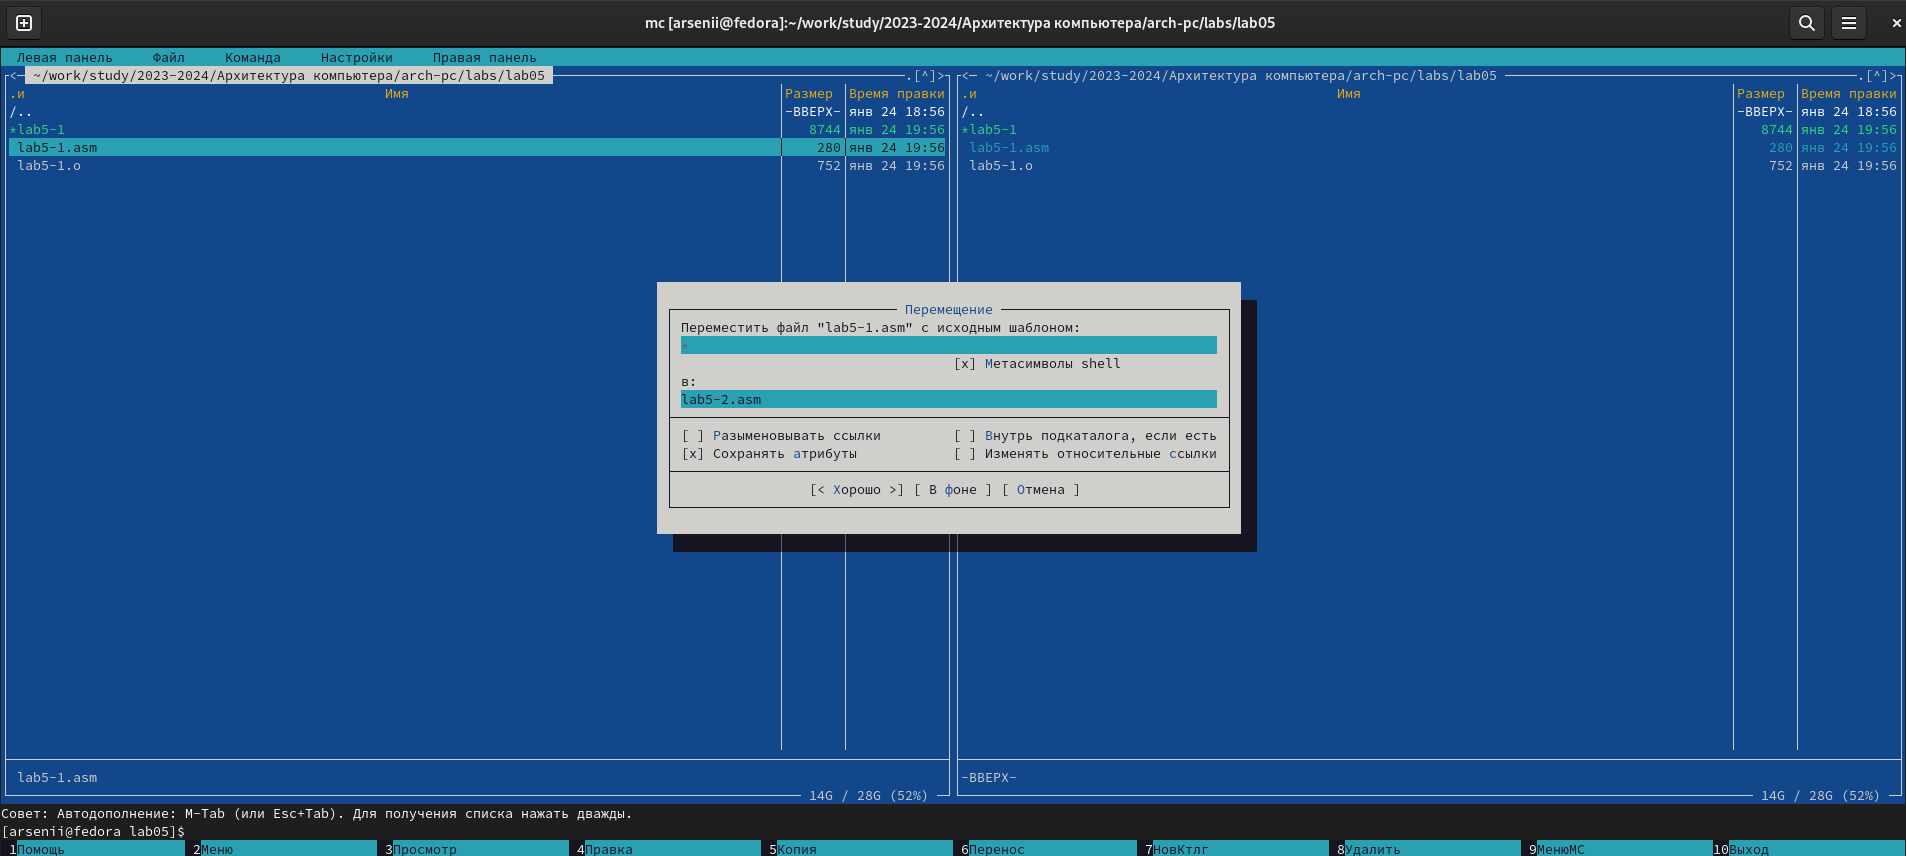 mc [arsenii@fedora]:~/work/study/2023-2024/Архитектура компьютера/arch-pc/labs/lab05
Левая панель Файл Команда Настройки Правая панель
<─ ~/work/study/2023-2024/Архитектура компьютера/arch-pc/labs/lab05 .[^]>
.и Имя Размер Время правки
/.. -ВВЕРХ- янв 24 18:56
*lab5-1 8744 янв 24 19:56
lab5-1.asm 280 янв 24 19:56
lab5-1.o 752 янв 24 19:56
lab5-1.asm
14G / 28G (52%)
<─ ~/work/study/2023-2024/Архитектура компьютера/arch-pc/labs/lab05 .[^]>
.и Имя Размер Время правки
/.. -ВВЕРХ- янв 24 18:56
*lab5-1 8744 янв 24 19:56
lab5-1.asm 280 янв 24 19:56
lab5-1.o 752 янв 24 19:56
-ВВЕРХ-
14G / 28G (52%)
Перемещение
Переместить файл "lab5-1.asm" с исходным шаблоном:
*
[x] Метасимволы shell
в:
lab5-2.asm
[ ] Разыменовывать ссылки [ ] Внутрь подкаталога, если есть
[x] Сохранять атрибуты [ ] Изменять относительные ссылки
[< Хорошо >] [ В фоне ] [ Отмена ]
Совет: Автодополнение: M-Tab (или Esc+Tab). Для получения списка нажать дважды.
[arsenii@fedora lab05]$
1Помощь 2Меню 3Просмотр 4Правка 5Копия 6Перенос 7НовКтлг 8Удалить 9МенюMC 10Выход